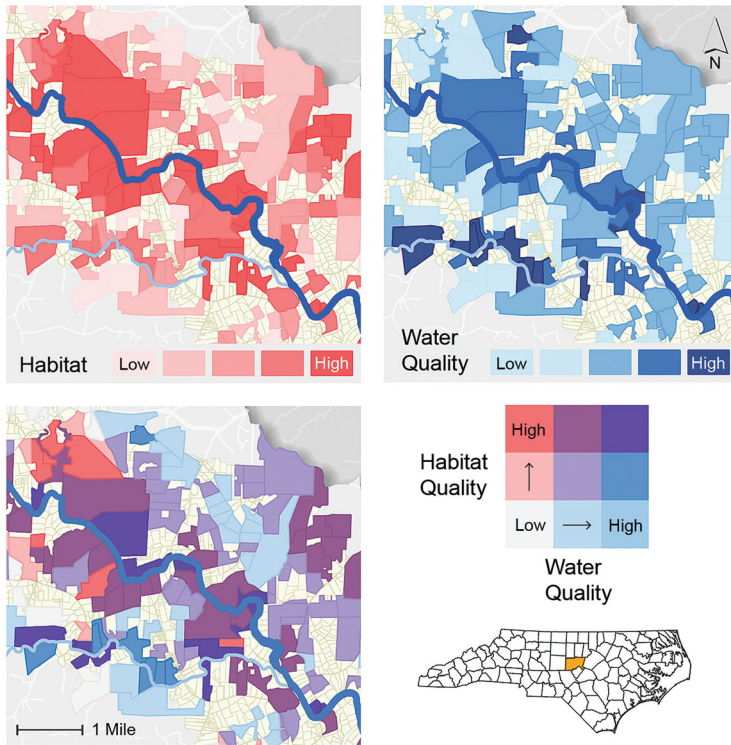 N
Habitat Low High
Water
Quality Low High
High
Habitat
Quality
Low High
Water
Quality
1 Mile